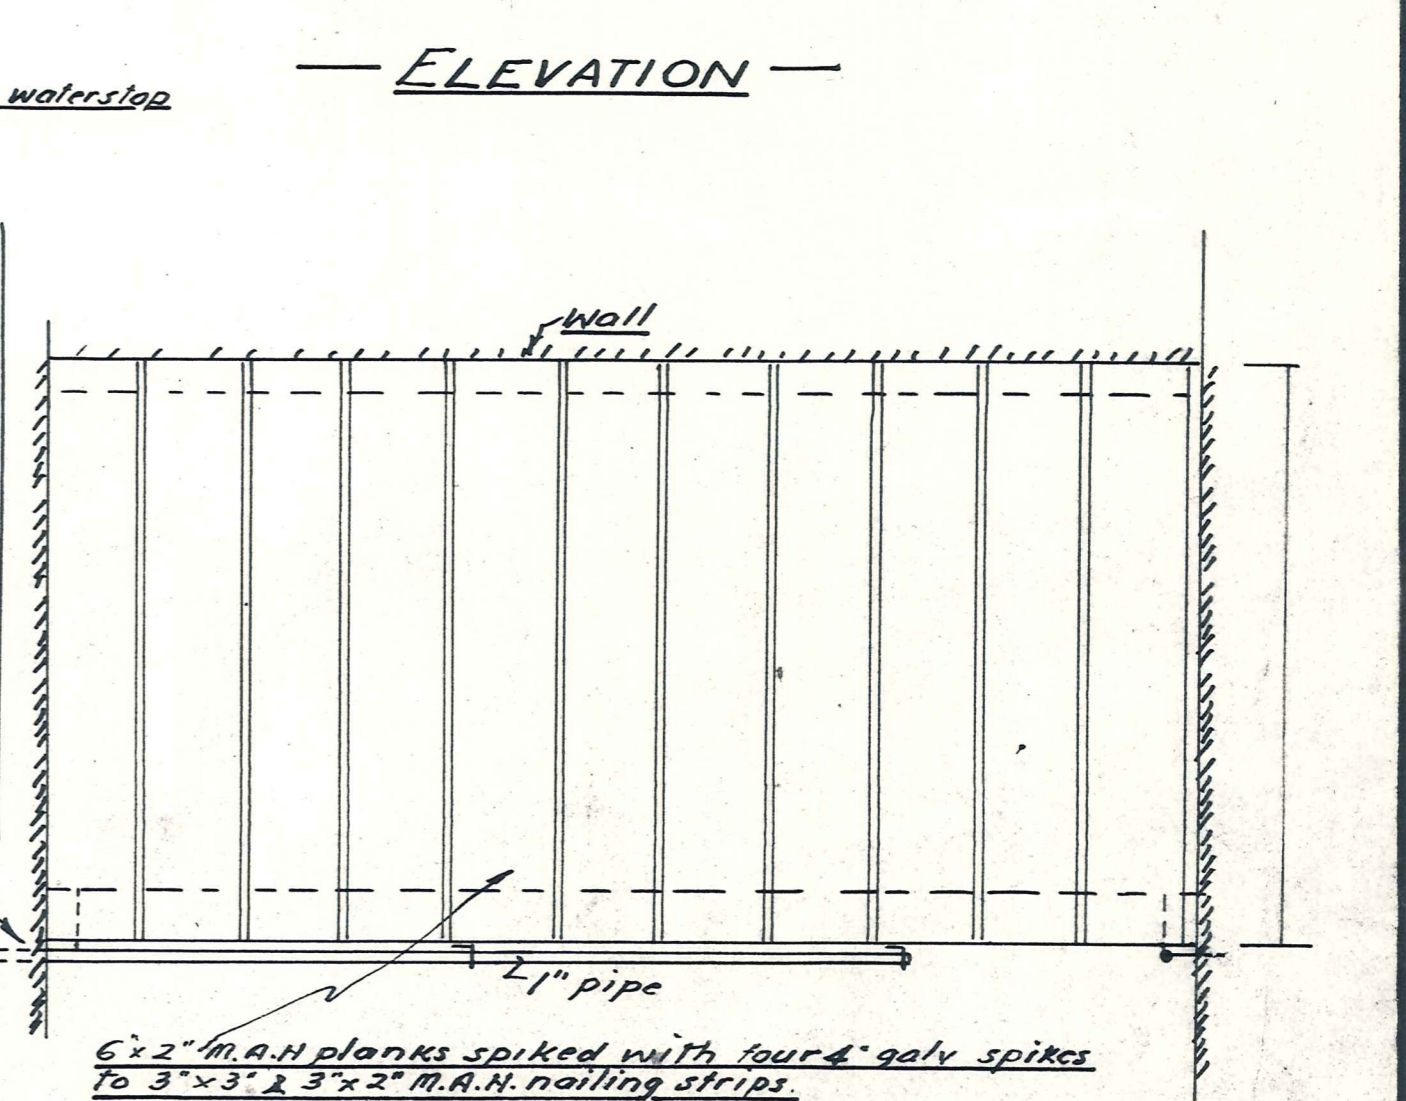 ELEVATION
waterstop
Wall
1" pipe
6"x2" M.A.H planks spiked with four 4" galv spikes
to 3"x3" & 3"x2" M.A.H. nailing strips.